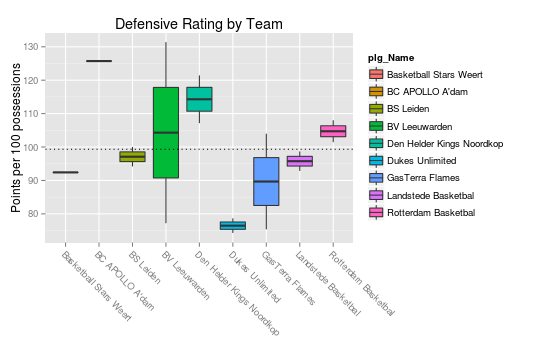 Defensive Rating by Team
Points per 100 possessions
130
120
110
100
90
80
Basketball Stars Weert
BC APOLLO A'dam
BS Leiden
BV Leeuwarden
Den Helder Kings Noordkop
Dukes Unlimited
GasTerra Flames
Landstede Basketbal
Rotterdam Basketbal
plg_Name
Basketball Stars Weert
BC APOLLO A'dam
BS Leiden
BV Leeuwarden
Den Helder Kings Noordkop
Dukes Unlimited
GasTerra Flames
Landstede Basketbal
Rotterdam Basketbal